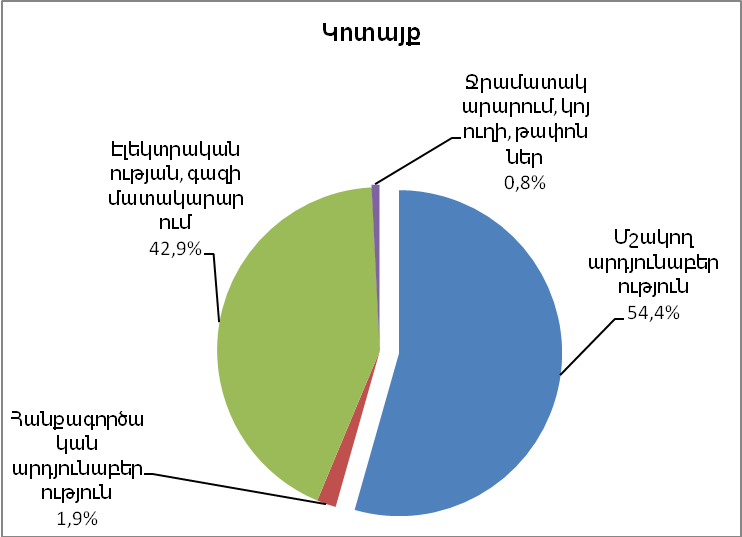 Կոտայք
Ջրամատակ
արարում, կոյ
ուղի, թափոն
ներ
0,8%
Էլեկտրական
ության, գազի
մատակարար
ում
42,9%
Մշակող
արդյունաբեր
ություն
54,4%
Հանքագործա
կան
արդյունաբեր
ություն
1,9%